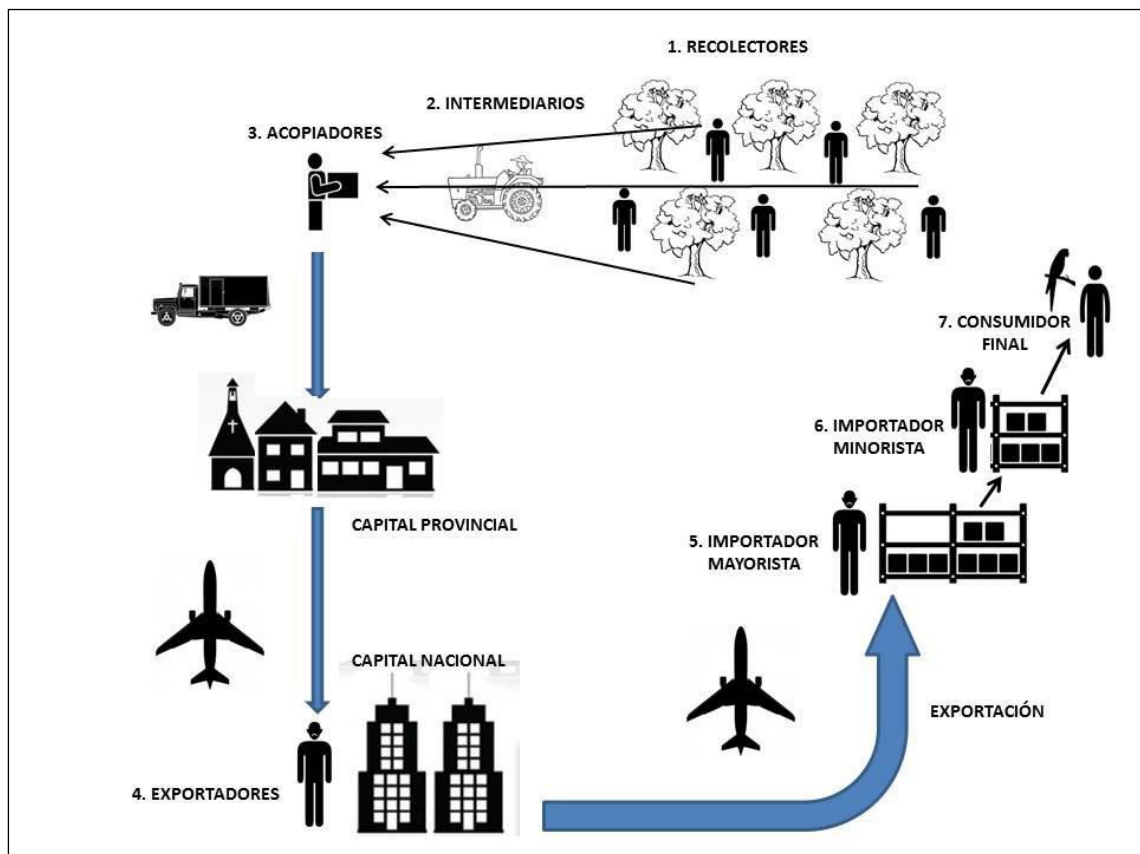 1. RECOLECTORES
2. INTERMEDIARIOS
3. ACOPIADORES
CAPITAL PROVINCIAL
CAPITAL NACIONAL
4. EXPORTADORES
EXPORTACIÓN
5. IMPORTADOR
MAYORISTA
6. IMPORTADOR
MINORISTA
7. CONSUMIDOR
FINAL